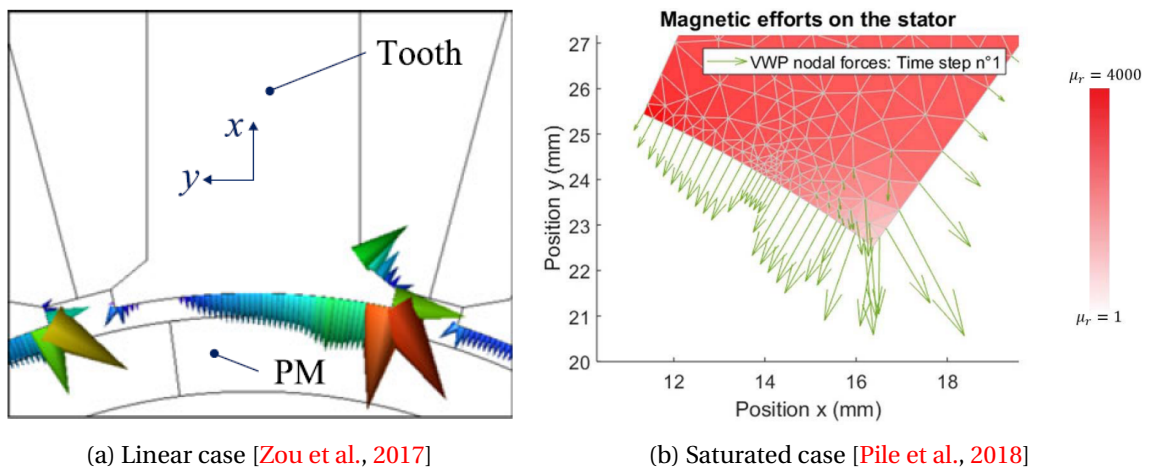 Tooth
x
y
PM
(a) Linear case [Zou et al., 2017]
Magnetic efforts on the stator
VWP nodal forces: Time step n°1
Position y (mm)
27
26
25
24
23
22
21
20
12
14
16
18
Position x (mm)
μr = 4000
μr = 1
(b) Saturated case [Pile et al., 2018]